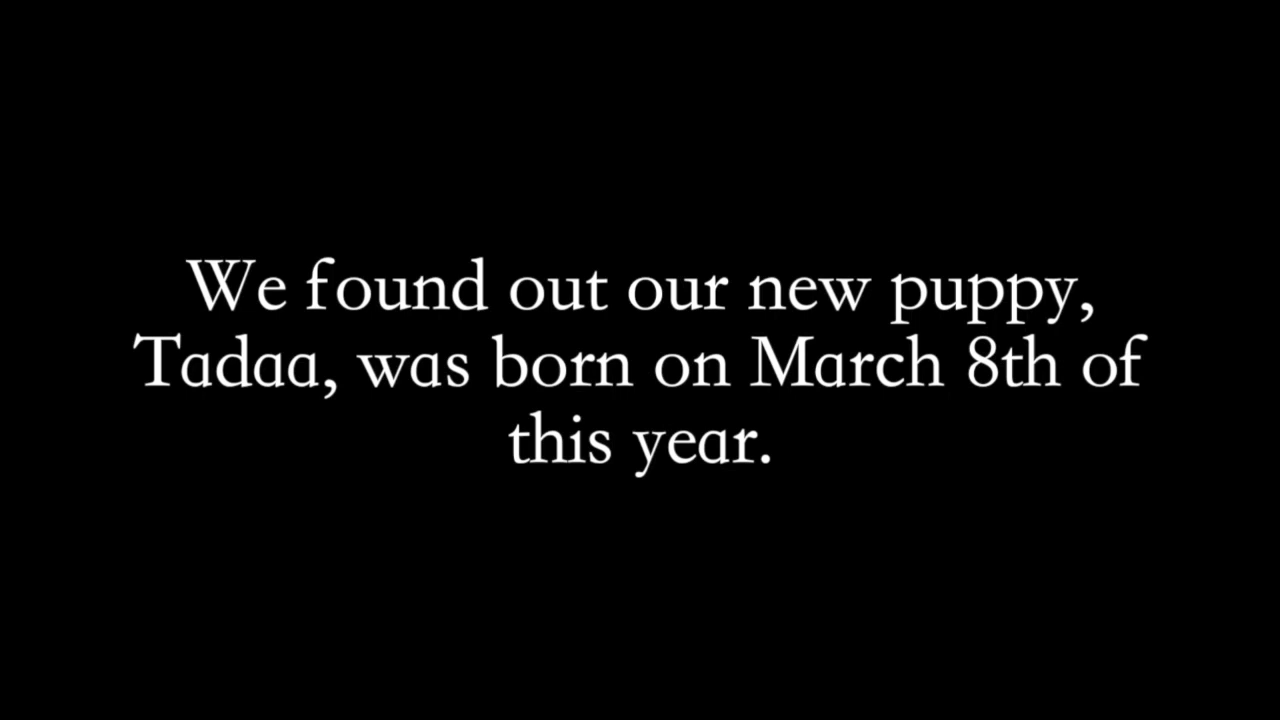 We found out our new puppy,
Tadaa, was born on March 8th of
this year.